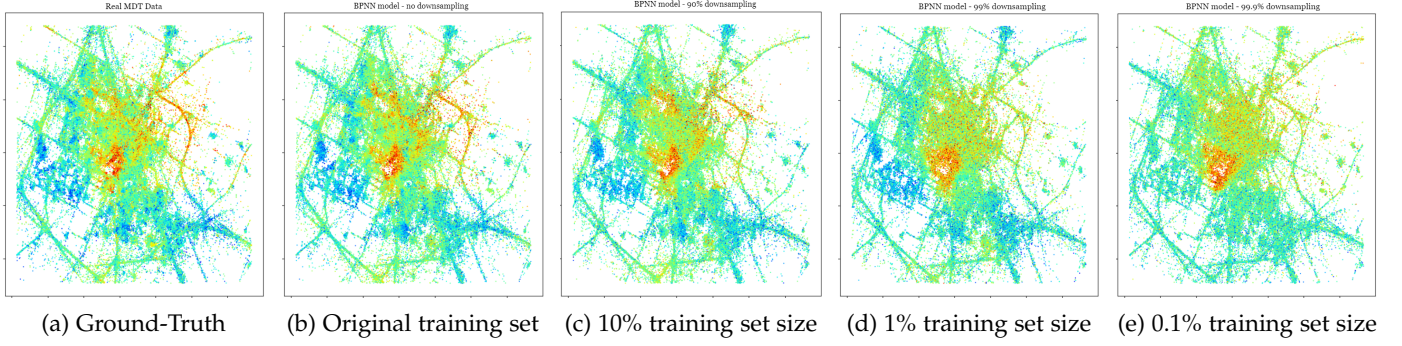 Real MDT Data
BPNN model - no downsampling
BPNN model - 90% downsampling
BPNN model - 99% downsampling
BPNN model - 99.9% downsampling
(a) Ground-Truth
(b) Original training set
(c) 10% training set size
(d) 1% training set size
(e) 0.1% training set size